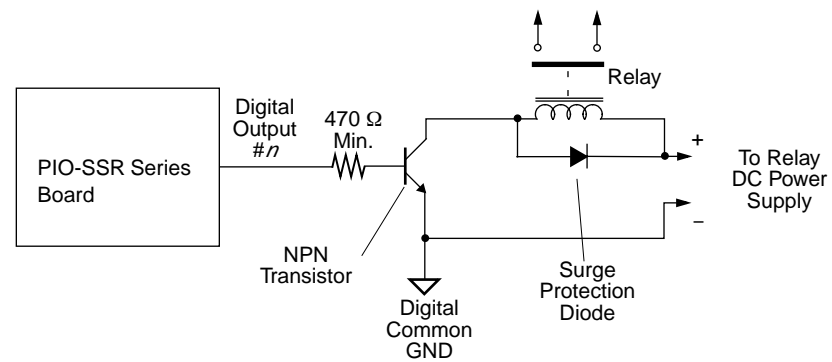 Relay
Digital
Output
#n
470 Ω
Min.
PIO-SSR Series
Board
+
To Relay
DC Power
Supply
–
NPN
Transistor
Surge
Protection
Diode
Digital
Common
GND